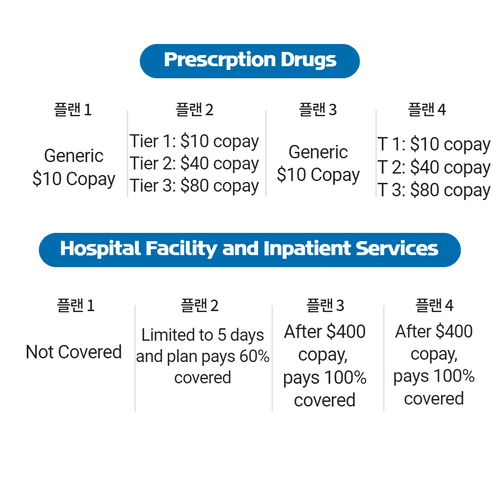 Prescrption Drugs
플랜 1
플랜 2
플랜 3
플랜 4
Generic
$10 Copay
Tier 1: $10 copay
Tier 2: $40 copay
Tier 3: $80 copay
Generic
$10 Copay
T 1: $10 copay
T 2: $40 copay
T 3: $80 copay
Hospital Facility and Inpatient Services
플랜 1
플랜 2
플랜 3
플랜 4
Not Covered
Limited to 5 days
and plan pays 60%
covered
After $400
copay,
pays 100%
covered
After $400
copay,
pays 100%
covered